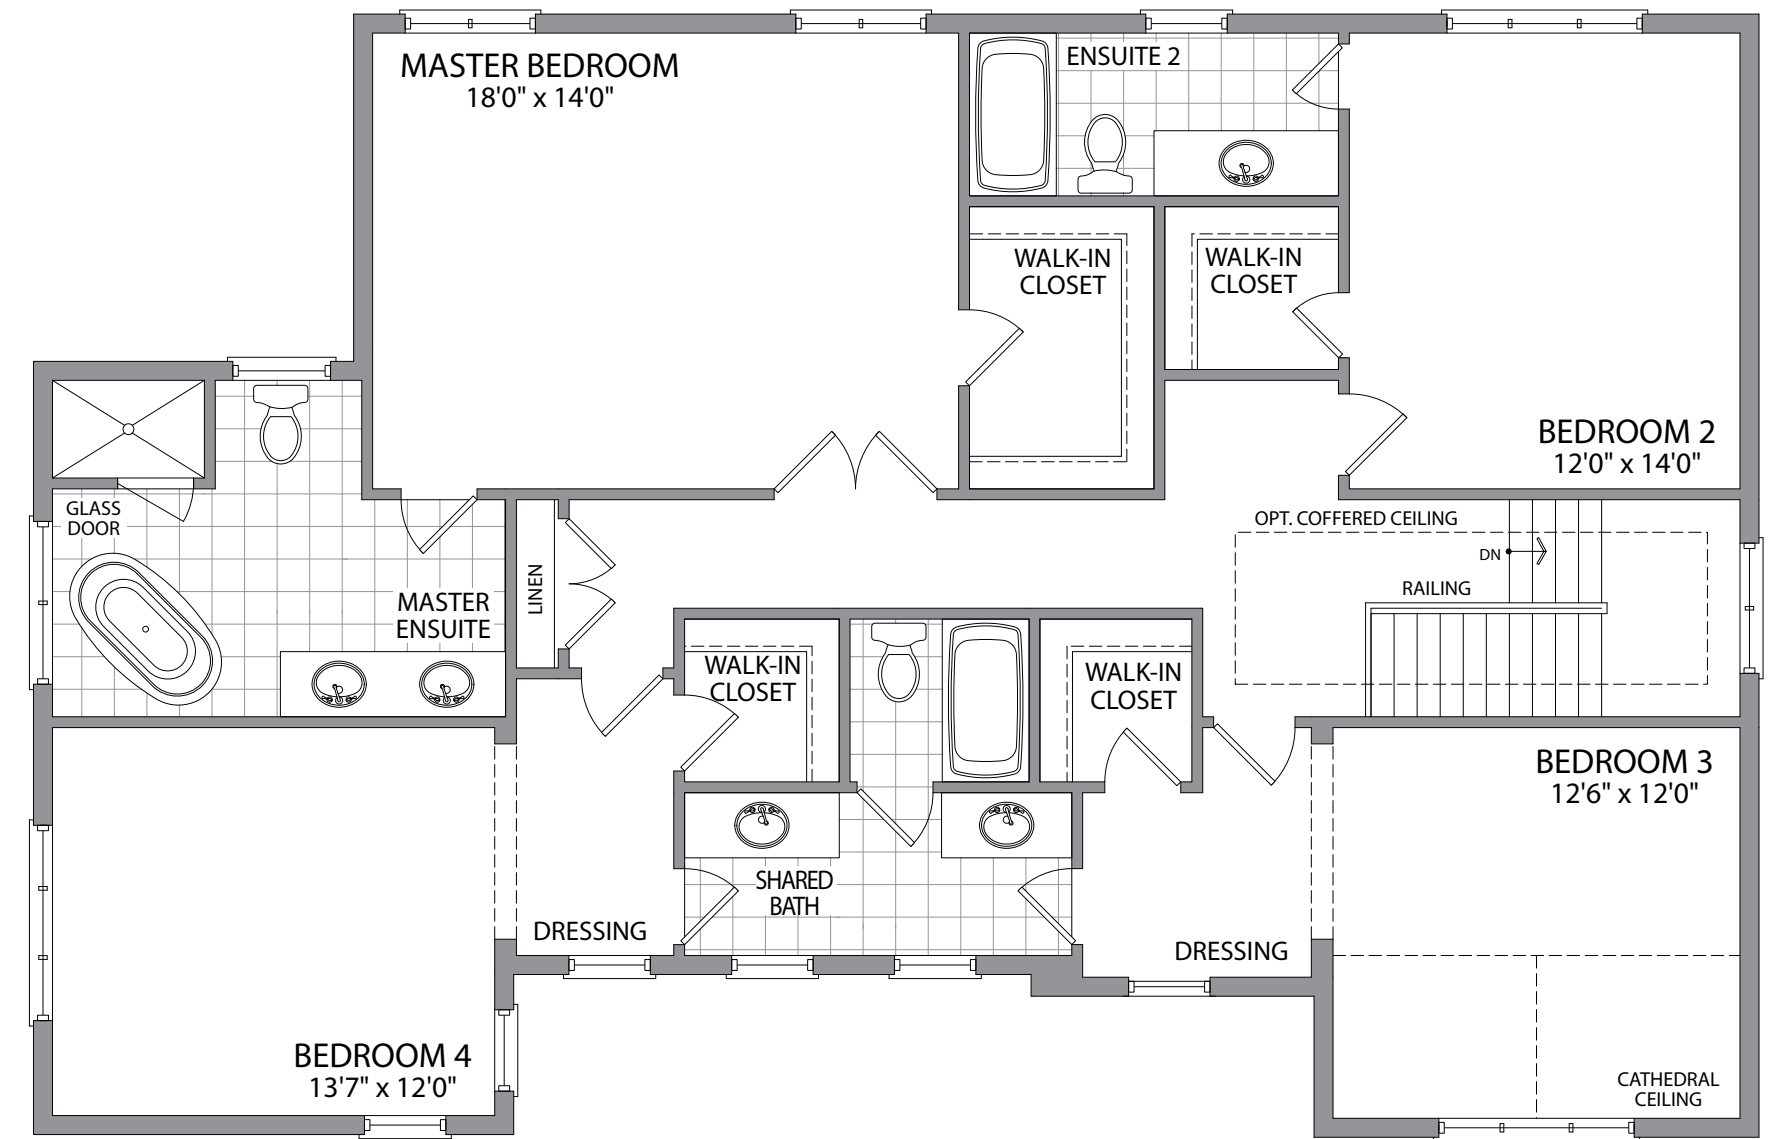 MASTER BEDROOM
18'0" x 14'0"
ENSUITE 2
WALK-IN
CLOSET
WALK-IN
CLOSET
BEDROOM 2
12'0" x 14'0"
GLASS
DOOR
MASTER
ENSUITE
LINEN
OPT. COFFERED CEILING
DN
RAILING
WALK-IN
CLOSET
WALK-IN
CLOSET
BEDROOM 3
12'6" x 12'0"
SHARED
BATH
DRESSING
DRESSING
BEDROOM 4
13'7" x 12'0"
CATHEDRAL
CEILING